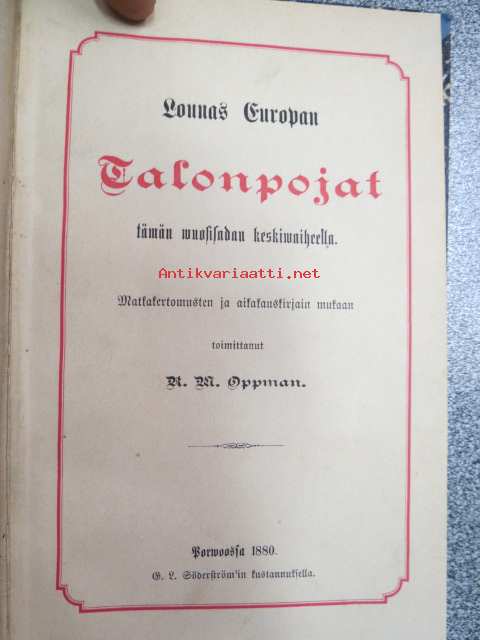 Lounas Europan
Talonpojat
tämän wuosisadan keskiwaiheella.
Antikvariaatti.net
Matkakertomusten ja aikakauskirjain mukaan
toimittanut
R. M. Oppman.
Porwoossa 1880.
G. L. Söderström'in kustannuksella.